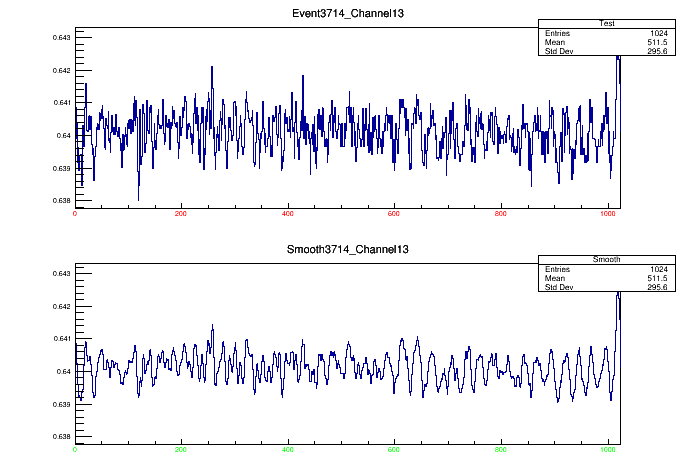 Event3714_Channel13
Test
Entries 1024
Mean 511.5
Std Dev 295.6
0.643
0.642
0.641
0.64
0.639
0.638
0 200 400 600 800 1000
Smooth3714_Channel13
Smooth
Entries 1024
Mean 511.5
Std Dev 295.6
0.643
0.642
0.641
0.64
0.639
0.638
0 200 400 600 800 1000